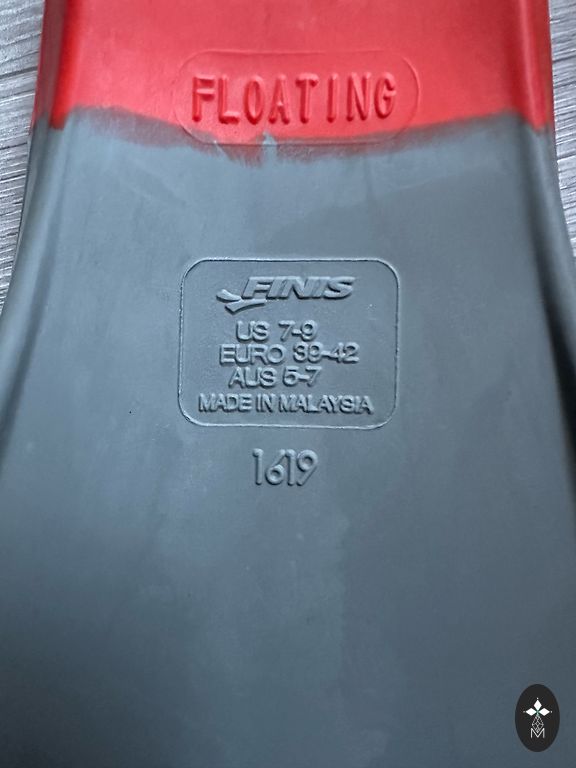 FLOATING
FINIS
US 7-9
EURO 39-42
AUS 5-7
MADE IN MALAYSIA
1619
M